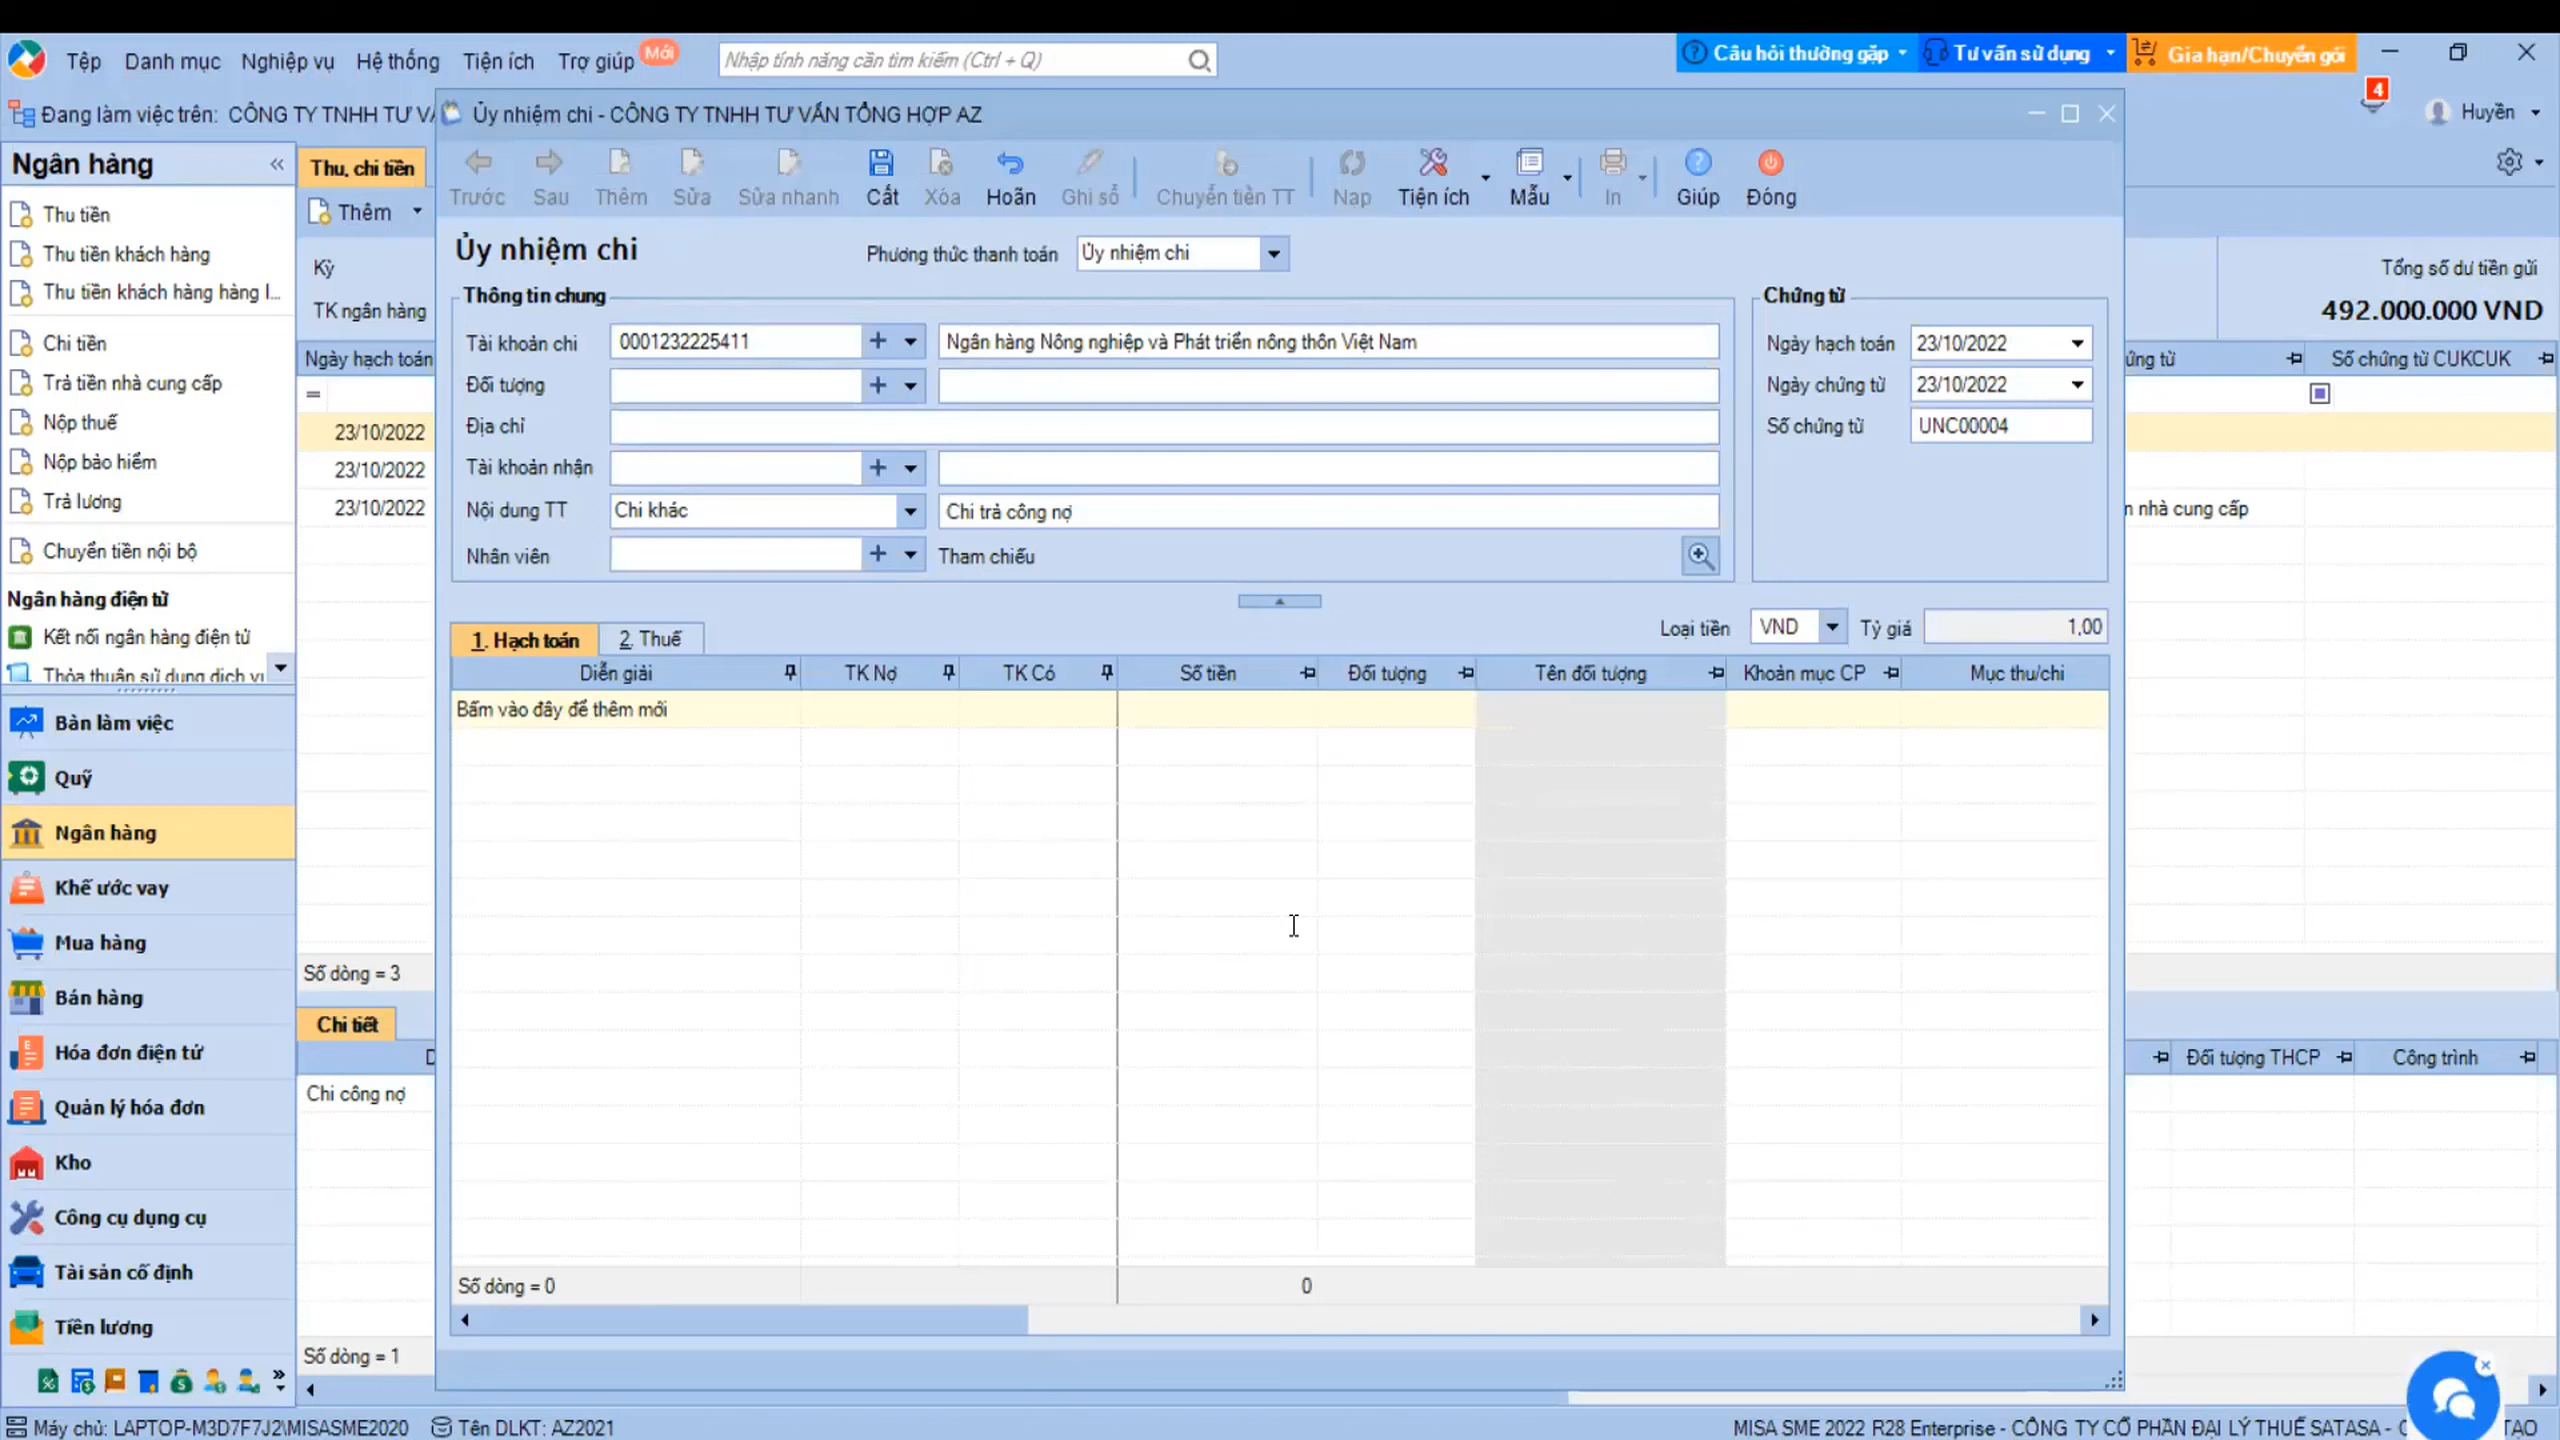 Tệp Danh mục Nghiệp vụ Hệ thống Tiện ích Trợ giúp Mới Nhập tính năng cần tìm kiếm (Ctrl + Q) Câu hỏi thường gặp Tư vấn sử dụng Gia hạn/Chuyển gói
Đang làm việc trên: CÔNG TY TNHH TƯ
Ủy nhiệm chi - CÔNG TY TNHH TƯ VẤN TỔNG HỢP AZ
4
Huyền
Ngân hàng
Thu tiền
Thu tiền khách hàng
Thu tiền khách hàng hàng l...
Chi tiền
Trả tiền nhà cung cấp
Nộp thuế
Nộp bảo hiểm
Trả lương
Chuyển tiền nội bộ
Ngân hàng điện tử
Kết nối ngân hàng điện tử
Thỏa thuận sử dụng dịch vụ
Bàn làm việc
Quỹ
Ngân hàng
Khế ước vay
Mua hàng
Bán hàng
Hóa đơn điện tử
Quản lý hóa đơn
Kho
Công cụ dụng cụ
Tài sản cố định
Tiền lương
Thu, chi tiền
Thêm
Kỳ
TK ngân hàng
Ngày hạch toán
=
23/10/2022
23/10/2022
23/10/2022
Số dòng = 3
Chi tiết
Chi công nợ
Số dòng = 1
Trước Sau Thêm Sửa Sửa nhanh Cất Xóa Hoãn Ghi sổ Chuyển tiền TT Nạp Tiện ích Mẫu In Giúp Đóng
Ủy nhiệm chi
Phương thức thanh toán Ủy nhiệm chi
Thông tin chung
Tài khoản chi 0001232225411 Ngân hàng Nông nghiệp và Phát triển nông thôn Việt Nam
Đối tượng
Địa chỉ
Tài khoản nhận
Nội dung TT Chi khác Chi trả công nợ
Nhân viên Tham chiếu
Chứng từ
Ngày hạch toán 23/10/2022
Ngày chứng từ 23/10/2022
Số chứng từ UNC00004
Loại tiền VND Tỷ giá 1,00
1. Hạch toán 2. Thuế
Diễn giải TK Nợ TK Có Số tiền Đối tượng Tên đối tượng Khoản mục CP Mục thu/chi
Bấm vào đây để thêm mới
Số dòng = 0 0
Tổng số dư tiền gửi
492.000.000 VND
ứng từ Số chứng từ CUKCUK
nhà cung cấp
Đối tượng THCP Công trình
Máy chủ: LAPTOP-M3D7F7J2\MISASME2020 Tên DLKT: AZ2021 MISA SME 2022 R28 Enterprise - CÔNG TY CỔ PHẦN ĐẠI LÝ THUẾ SATASA -